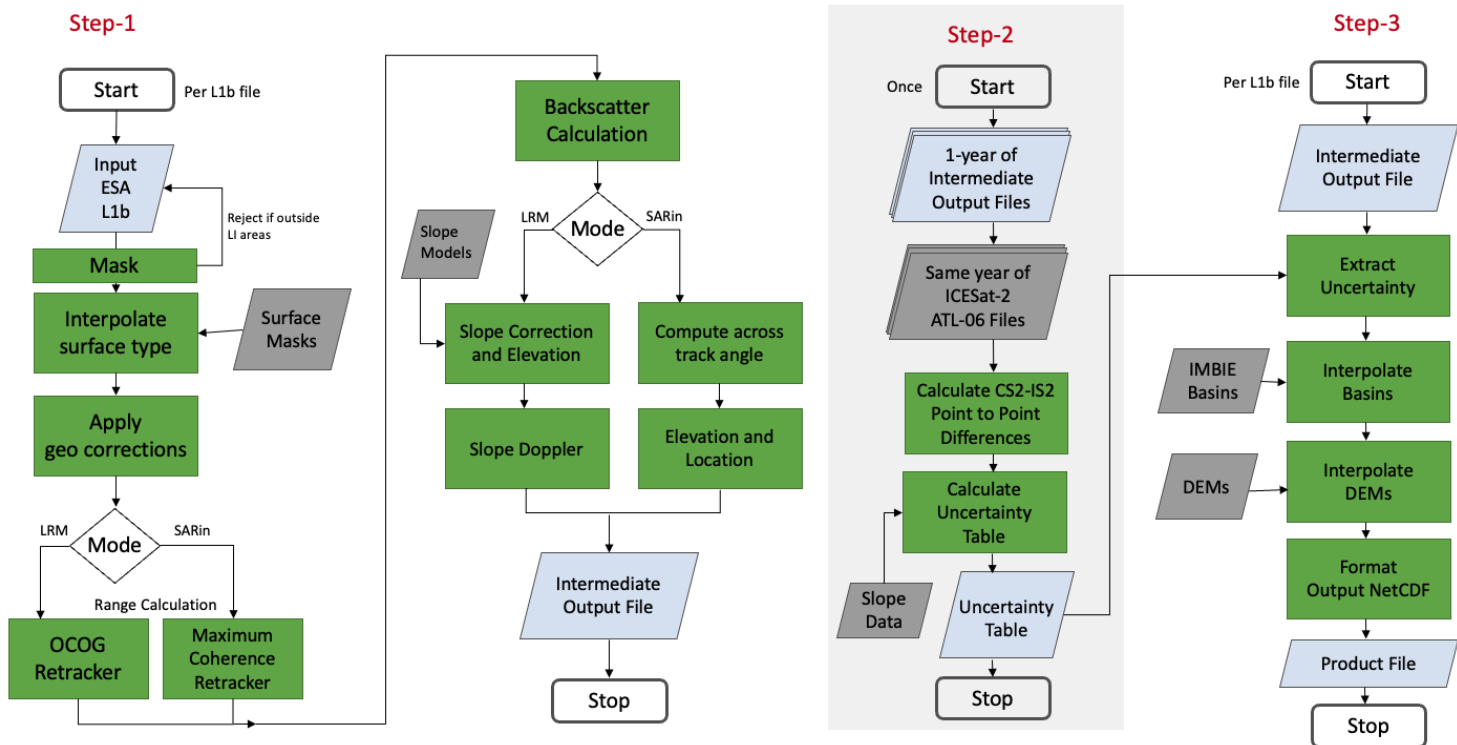 Step-1
Start
Per L1b file
Input
ESA
L1b
Reject if outside
LI areas
Mask
Interpolate
surface type
Surface
Masks
Apply
geo corrections
LRM
Mode
SARin
Range Calculation
OCOG
Retracker
Maximum
Coherence
Retracker
Backscatter
Calculation
LRM
Mode
SARin
Slope
Models
Slope Correction
and Elevation
Compute across
track angle
Slope Doppler
Elevation and
Location
Intermediate
Output File
Stop
Step-2
Once
Start
1-year of
Intermediate
Output Files
Same year of
ICESat-2
ATL-06 Files
Calculate CS2-IS2
Point to Point
Differences
Calculate
Uncertainty
Table
Slope
Data
Uncertainty
Table
Stop
Step-3
Per L1b file
Start
Intermediate
Output File
Extract
Uncertainty
IMBIE
Basins
Interpolate
Basins
DEMs
Interpolate
DEMs
Format
Output NetCDF
Product File
Stop